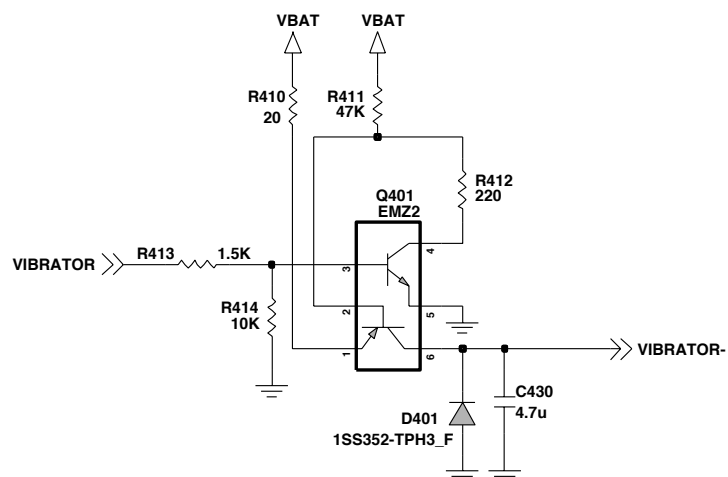 VBAT
VBAT
R410
20
R411
47K
R412
220
Q401
EMZ2
4
VIBRATOR
R413
1.5K
3
R414
10K
2
5
1
6
VIBRATOR-
C430
4.7u
D401
1SS352-TPH3_F